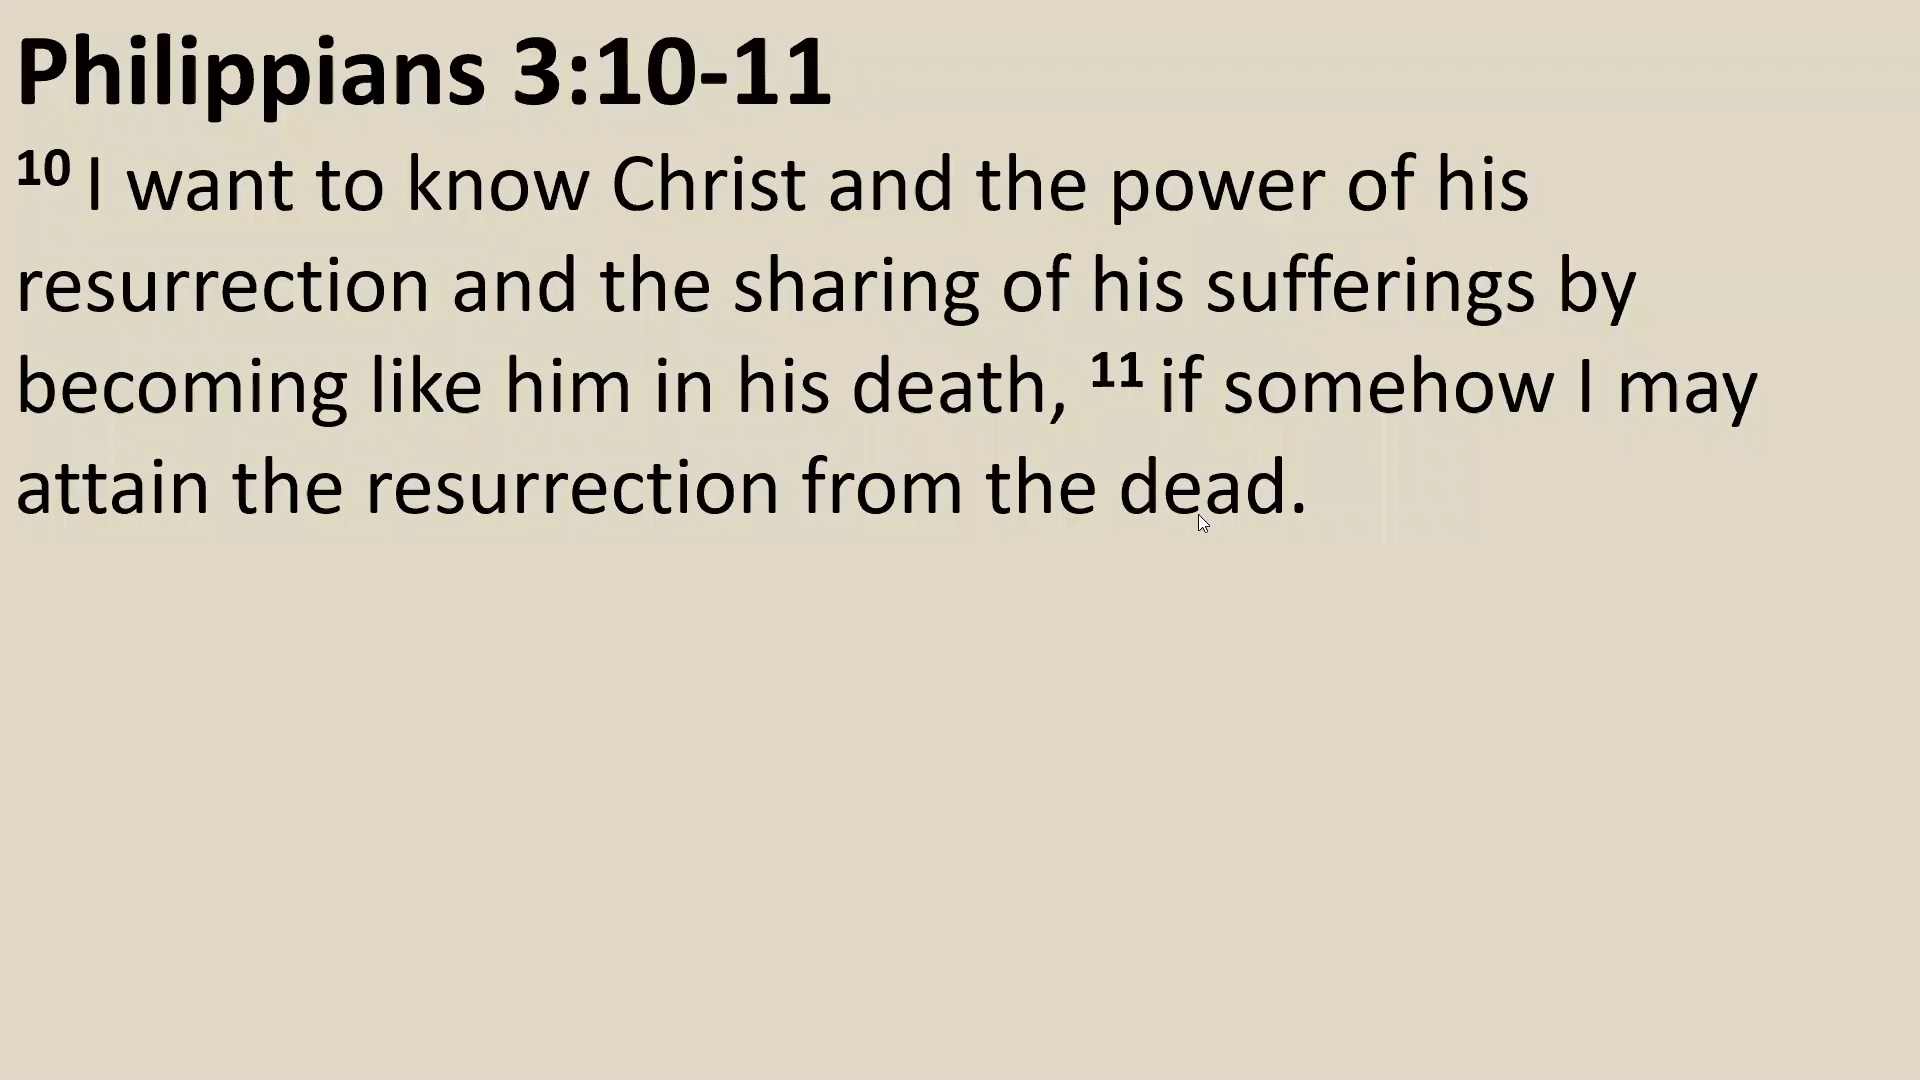 Philippians 3:10-11
10 I want to know Christ and the power of his
resurrection and the sharing of his sufferings by
becoming like him in his death, 11 if somehow I may
attain the resurrection from the dead.